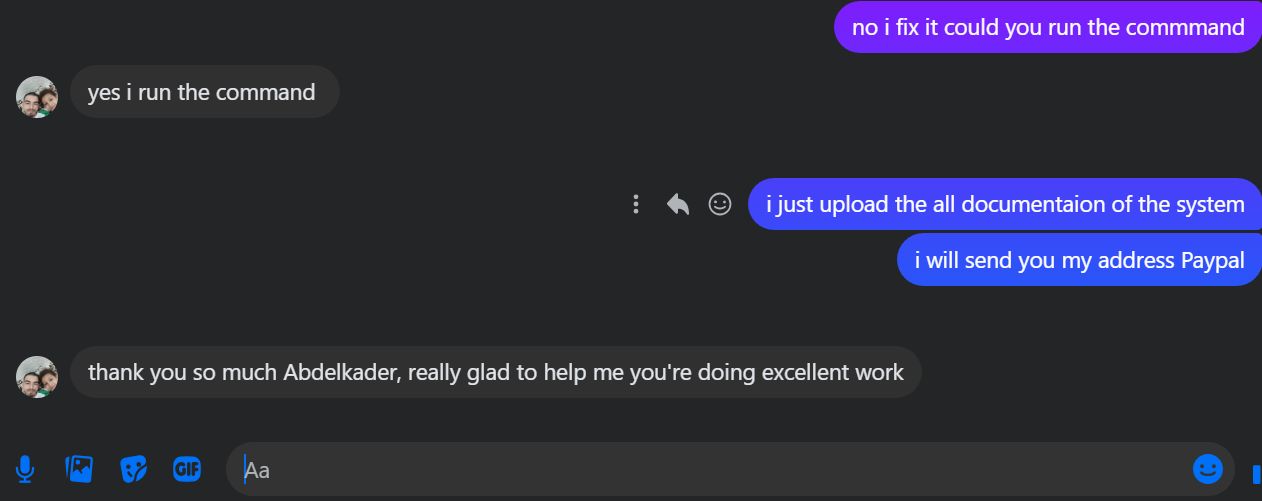 no i fix it could you run the commmand
yes i run the command
i just upload the all documentaion of the system
i will send you my address Paypal
thank you so much Abdelkader, really glad to help me you're doing excellent work
GIF
Aa